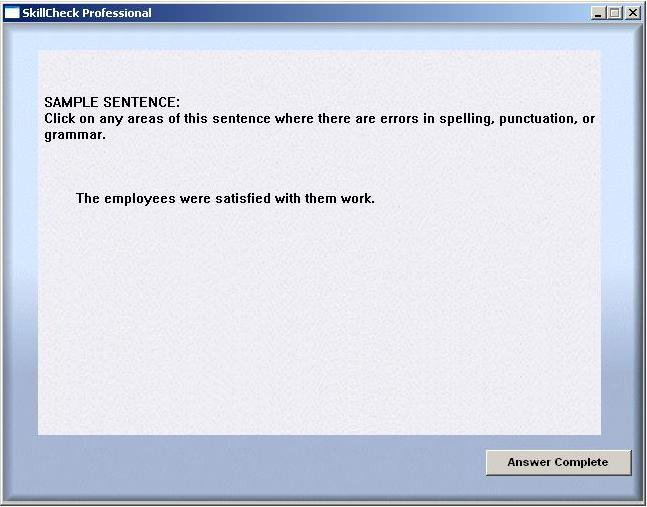 SkillCheck Professional
SAMPLE SENTENCE:
Click on any areas of this sentence where there are errors in spelling, punctuation, or
grammar.
The employees were satisfied with them work.
Answer Complete